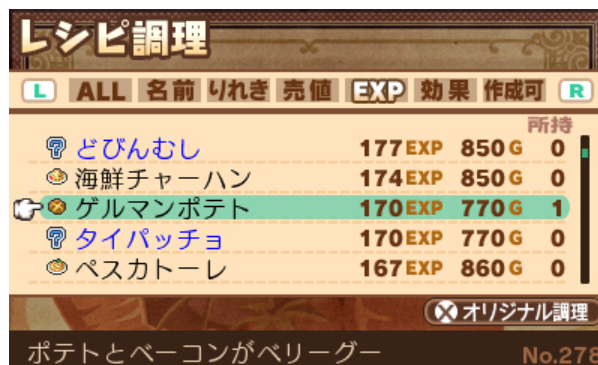 レシピ調理
L ALL 名前 りれき 売値 EXP 効果 作成可 R
所持
? どびんむし 177EXP 850G 0
海鮮チャーハン 174EXP 850G 0
ゲルマンポテト 170EXP 770G 1
? タイパッチョ 170EXP 770G 0
ペスカトーレ 167EXP 860G 0
オリジナル調理
ポテトとベーコンがベリーグー No.278